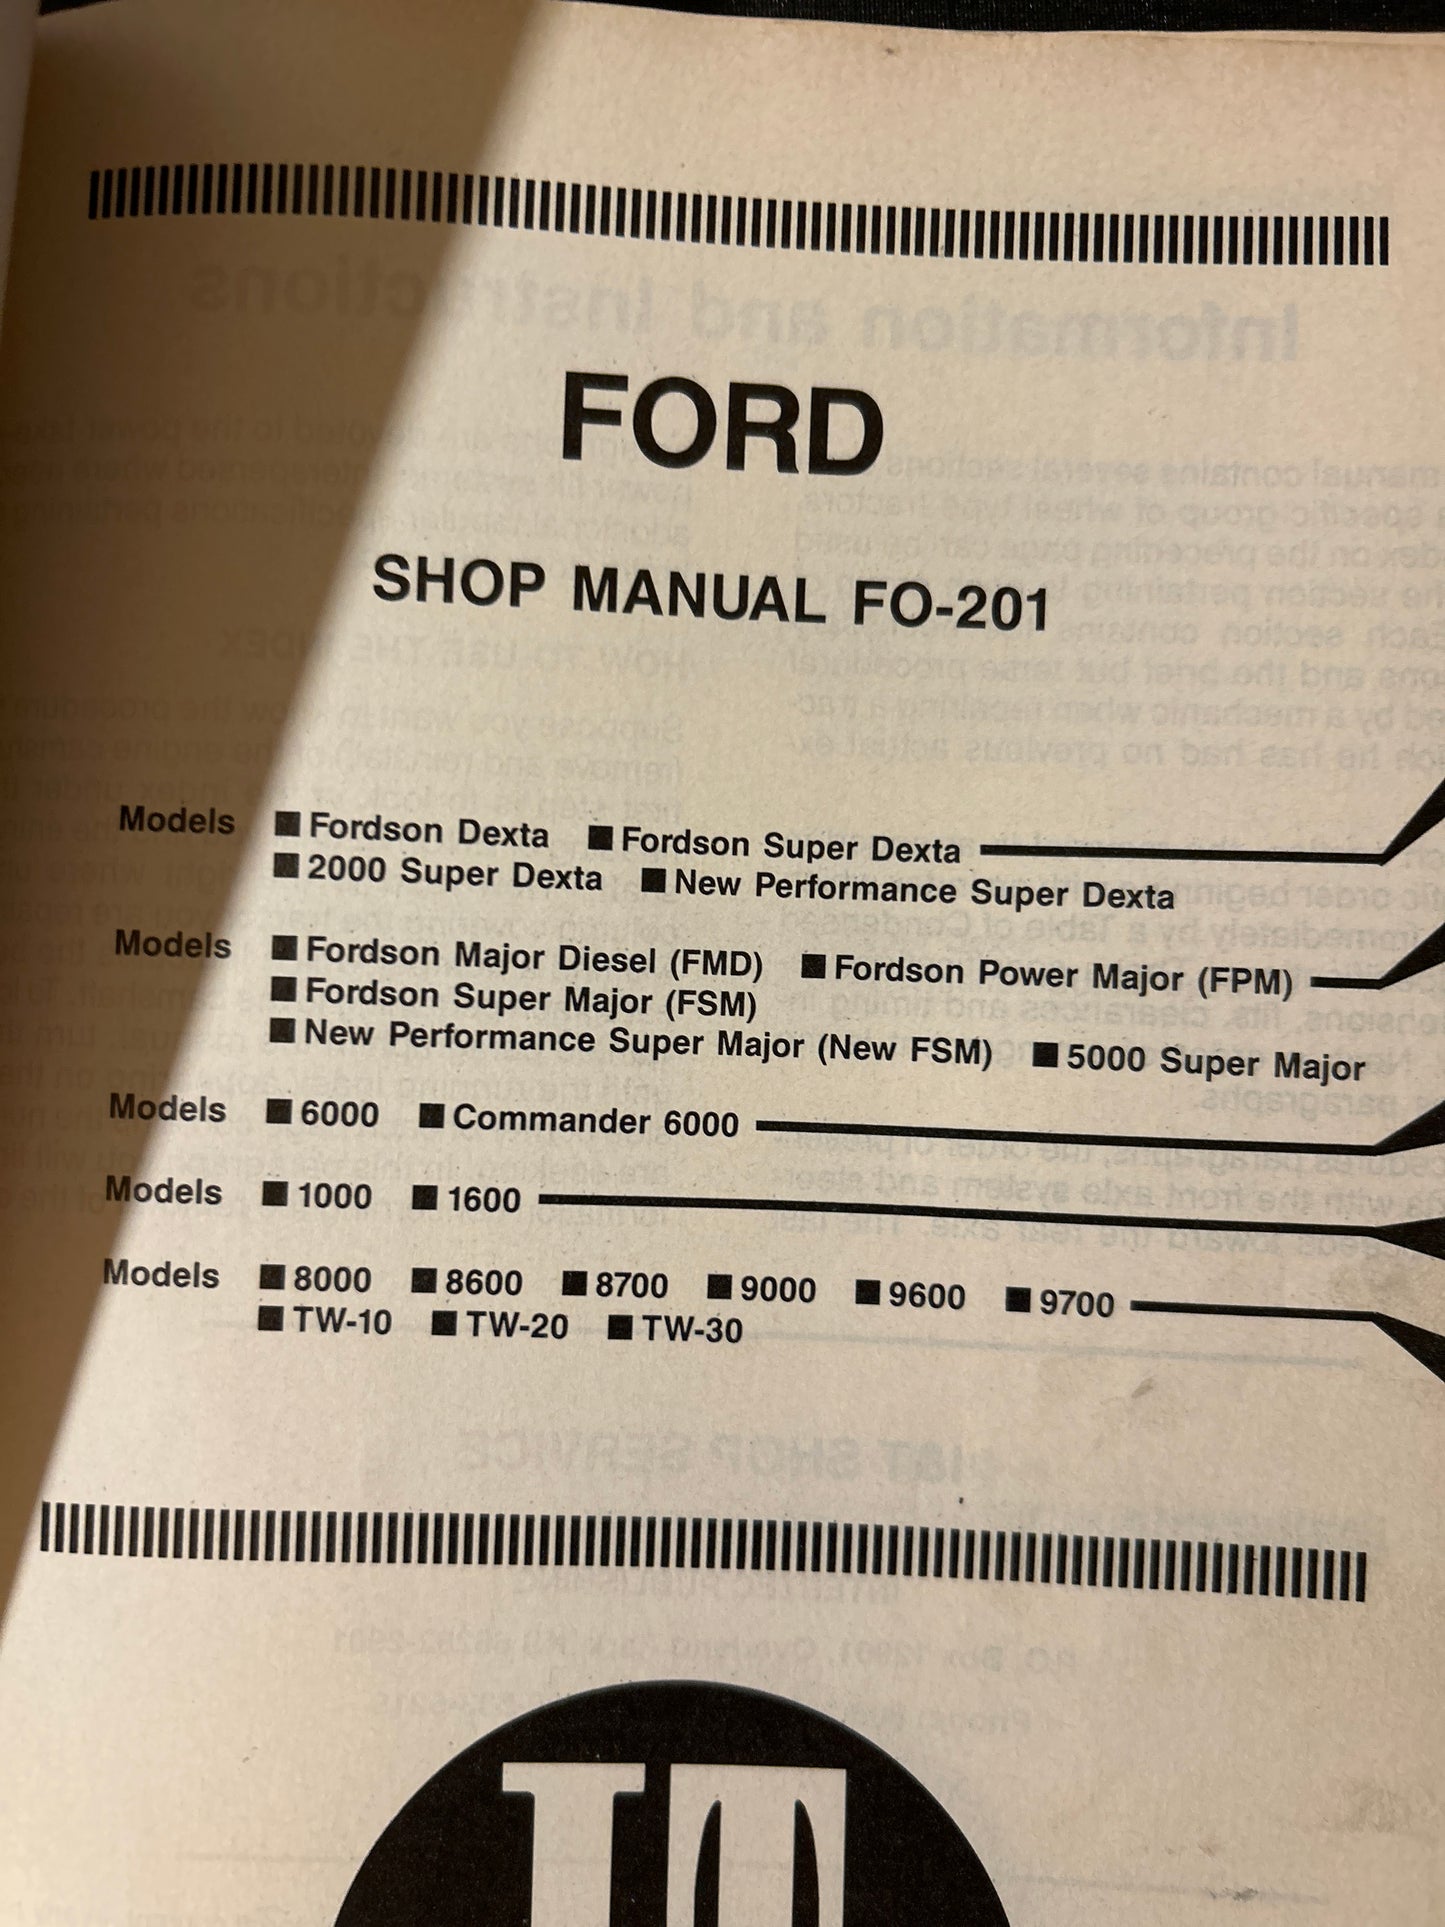 FORD
SHOP MANUAL FO-201
Models ■ Fordson Dexta ■ Fordson Super Dexta
■ 2000 Super Dexta ■ New Performance Super Dexta
Models ■ Fordson Major Diesel (FMD) ■ Fordson Power Major (FPM)
■ Fordson Super Major (FSM)
■ New Performance Super Major (New FSM) ■ 5000 Super Major
Models ■ 6000 ■ Commander 6000
Models ■ 1000 ■ 1600
Models ■ 8000 ■ 8600 ■ 8700 ■ 9000 ■ 9600 ■ 9700
■ TW-10 ■ TW-20 ■ TW-30
IT